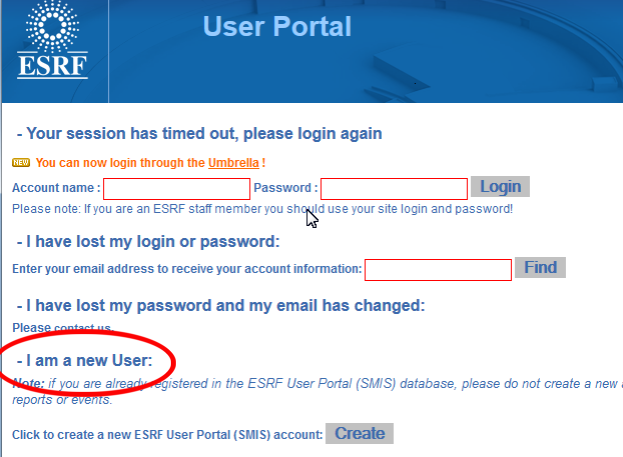 User Portal
ESRF
- Your session has timed out, please login again
NEW You can now login through the Umbrella !
Account name : Password : Login
Please note: If you are an ESRF staff member you should use your site login and password!
- I have lost my login or password:
Enter your email address to receive your account information: Find
- I have lost my password and my email has changed:
Please contact us.
- I am a new User:
Note: if you are already registered in the ESRF User Portal (SMIS) database, please do not create a new a
reports or events.
Click to create a new ESRF User Portal (SMIS) account: Create